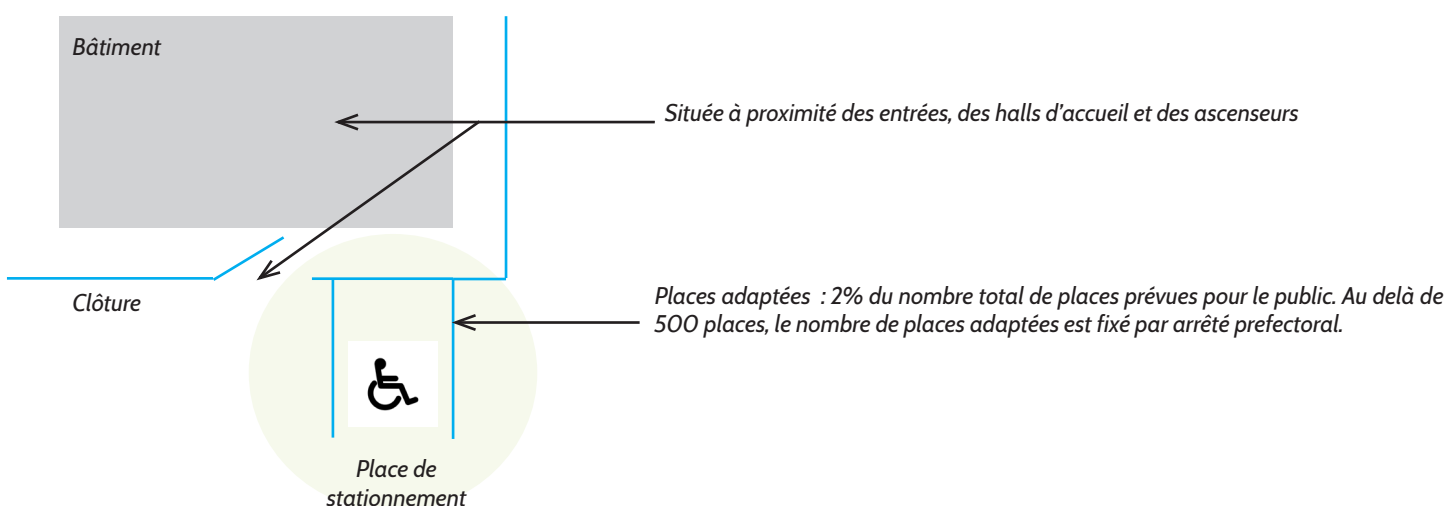 Bâtiment
Située à proximité des entrées, des halls d’accueil et des ascenseurs
Clôture
Places adaptées : 2% du nombre total de places prévues pour le public. Au delà de
500 places, le nombre de places adaptées est fixé par arrêté prefectoral.
Place de
stationnement